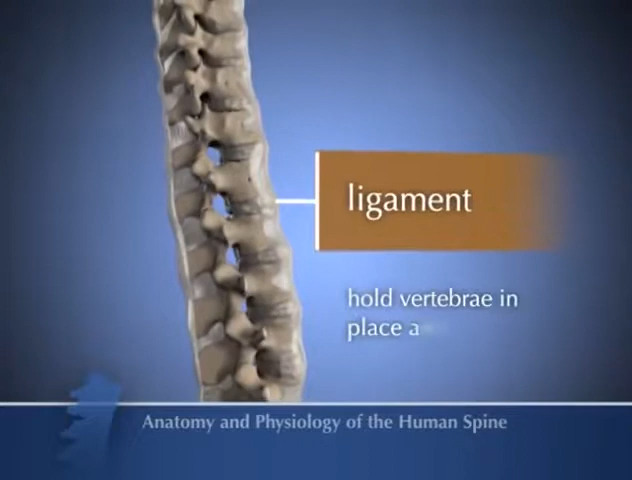 ligament
hold vertebrae in
place a
Anatomy and Physiology of the Human Spine